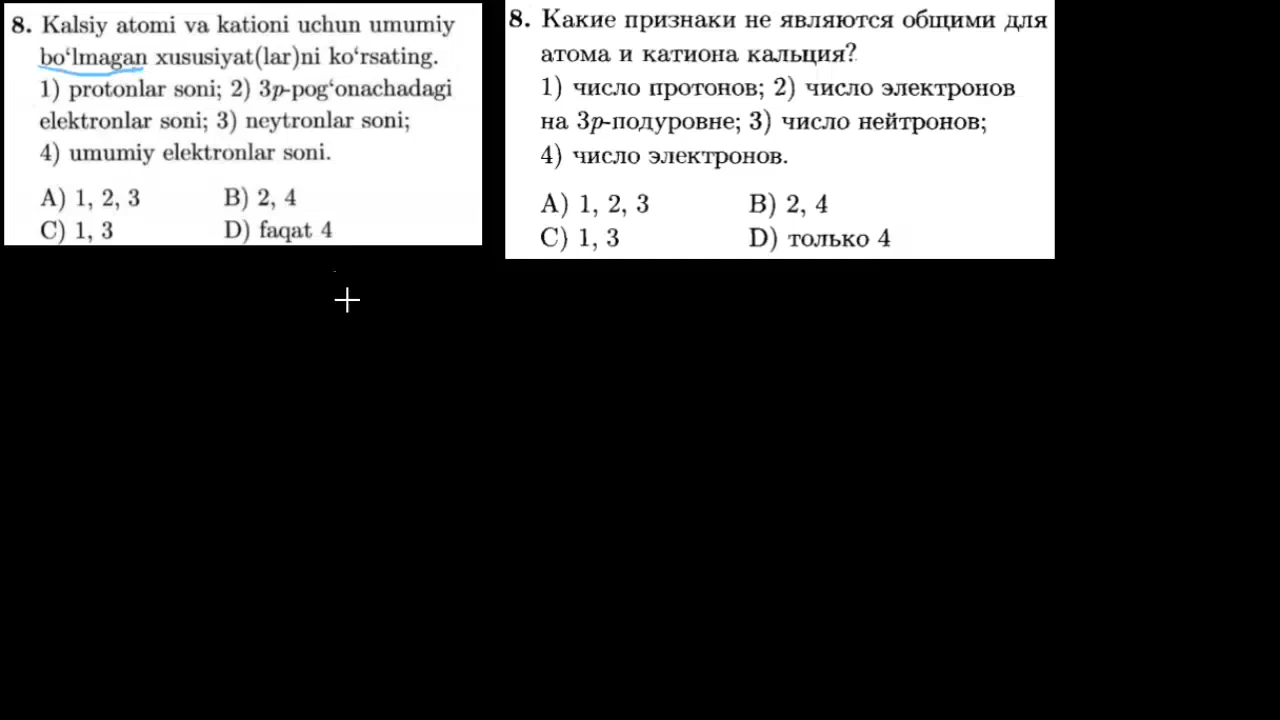 8. Kalsiy atomi va kationi uchun umumiy
bo‘lmagan xususiyat(lar)ni ko‘rsating.
1) protonlar soni; 2) 3p-pog‘onachadagi
elektronlar soni; 3) neytronlar soni;
4) umumiy elektronlar soni.
A) 1, 2, 3 B) 2, 4
C) 1, 3 D) faqat 4
8. Какие признаки не являются общими для
атома и катиона кальция?
1) число протонов; 2) число электронов
на 3p-подуровне; 3) число нейтронов;
4) число электронов.
A) 1, 2, 3 B) 2, 4
C) 1, 3 D) только 4